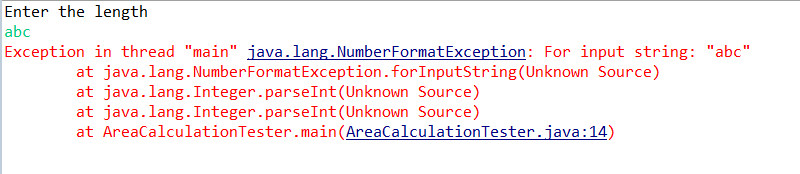 Enter the length
abc
Exception in thread "main" java.lang.NumberFormatException: For input string: "abc"
at java.lang.NumberFormatException.forInputString(Unknown Source)
at java.lang.Integer.parseInt(Unknown Source)
at java.lang.Integer.parseInt(Unknown Source)
at AreaCalculationTester.main(AreaCalculationTester.java:14)